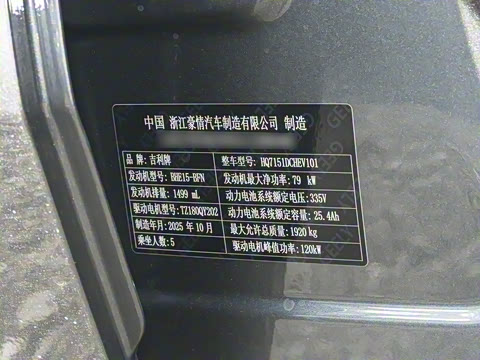 中国 浙江豪情汽车制造有限公司 制造
品 牌:吉利牌 整车型号:HQ7151DCHEV101
发动机型号:BHE15-BFN 发动机最大净功率:79 kW
发动机排量:1499 mL 动力电池系统额定电压:335V
驱动电机型号:TZ180QY202 动力电池系统额定容量:25.4Ah
制造年月:2025 年 10 月 最大允许总质量:1920 kg
乘坐人数:5 驱动电机峰值功率:120kW